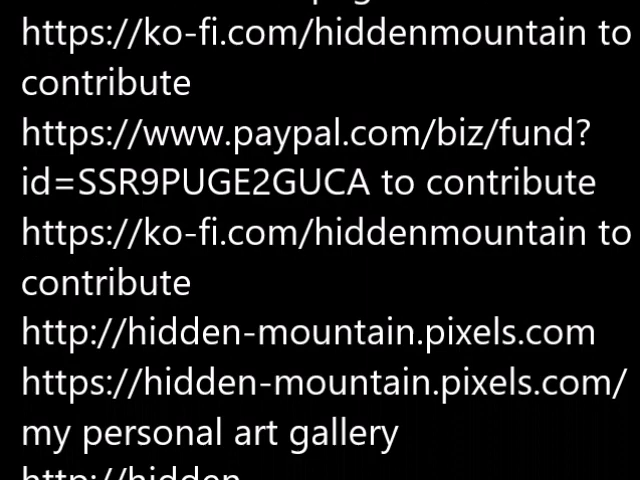 https://ko-fi.com/hiddenmountain to
contribute
https://www.paypal.com/biz/fund?
id=SSR9PUGE2GUCA to contribute
https://ko-fi.com/hiddenmountain to
contribute
http://hidden-mountain.pixels.com
https://hidden-mountain.pixels.com/
my personal art gallery
http://hidden